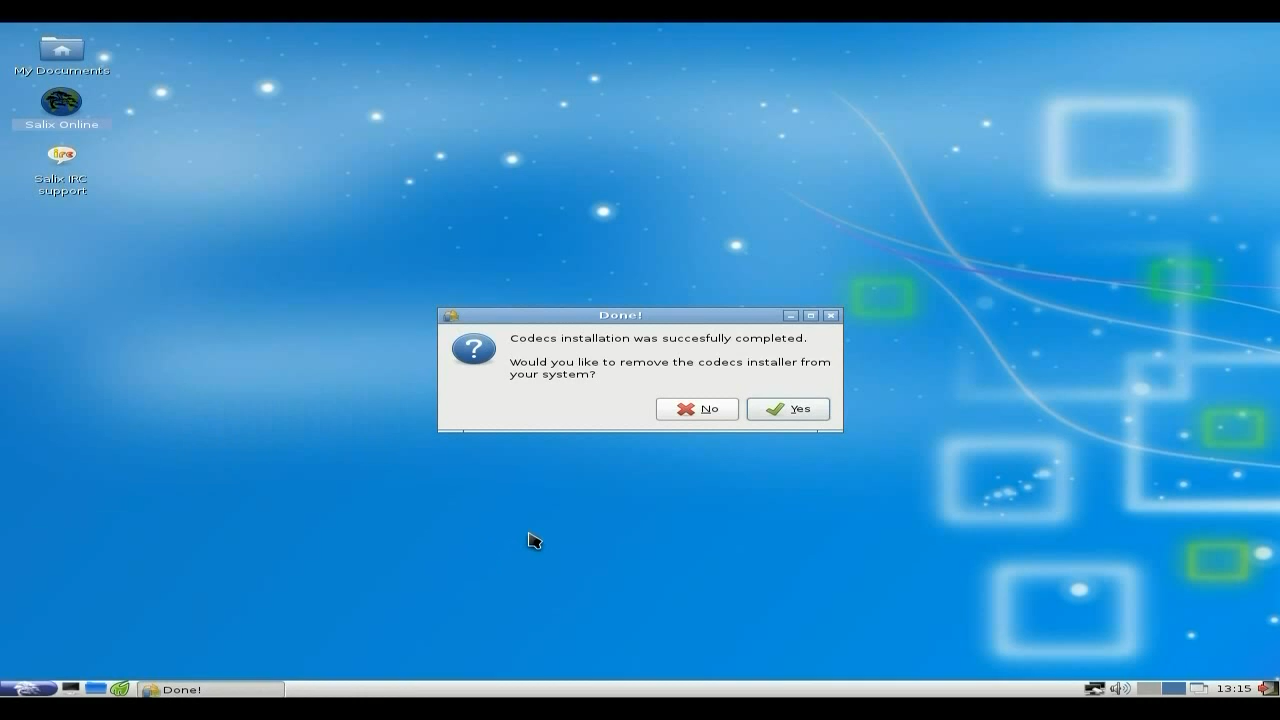 My Documents
Salix Online
irc
Salix IRC
support
Done!
Codecs installation was succesfully completed.
Would you like to remove the codecs installer from
your system?
No
Yes
Done!
13:15